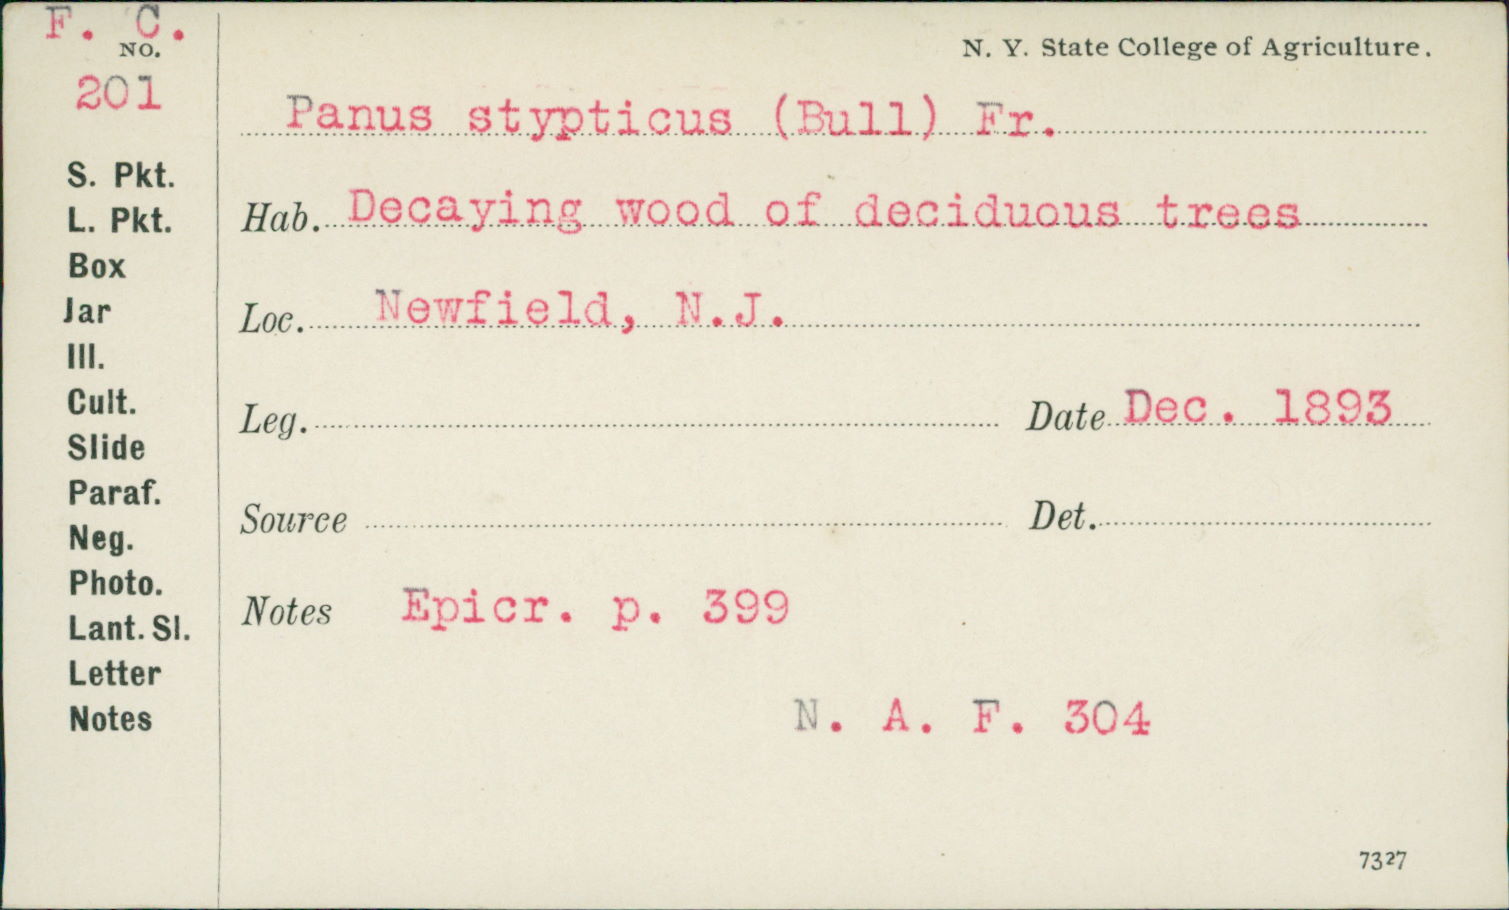 F. C.
NO.
201
N. Y. State College of Agriculture.
Panus stypticus (Bull) Fr.
S. Pkt.
L. Pkt.
Box
Jar
Ill.
Cult.
Slide
Paraf.
Neg.
Photo.
Lant. Sl.
Letter
Notes
Hab. Decaying wood of deciduous trees
Loc. Newfield, N.J.
Leg. Date Dec. 1893
Source Det.
Notes Epicr. p. 399
N. A. F. 304
7327